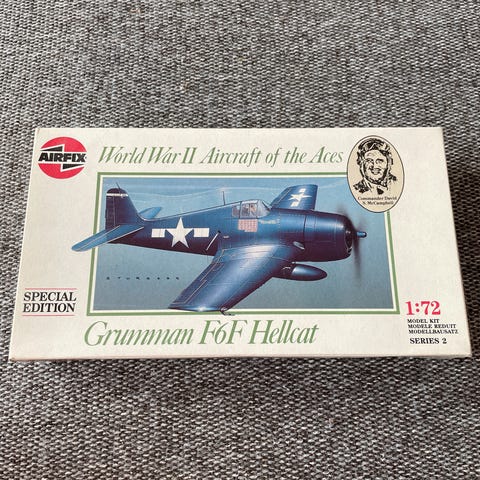 AIRFIX
World War II Aircraft of the Aces
Commander David
S. McCampbell
STURGESS
SPECIAL
EDITION
1:72
MODEL KIT
MODELE REDUIT
MODELLBAUSATZ
SERIES 2
Grumman F6F Hellcat